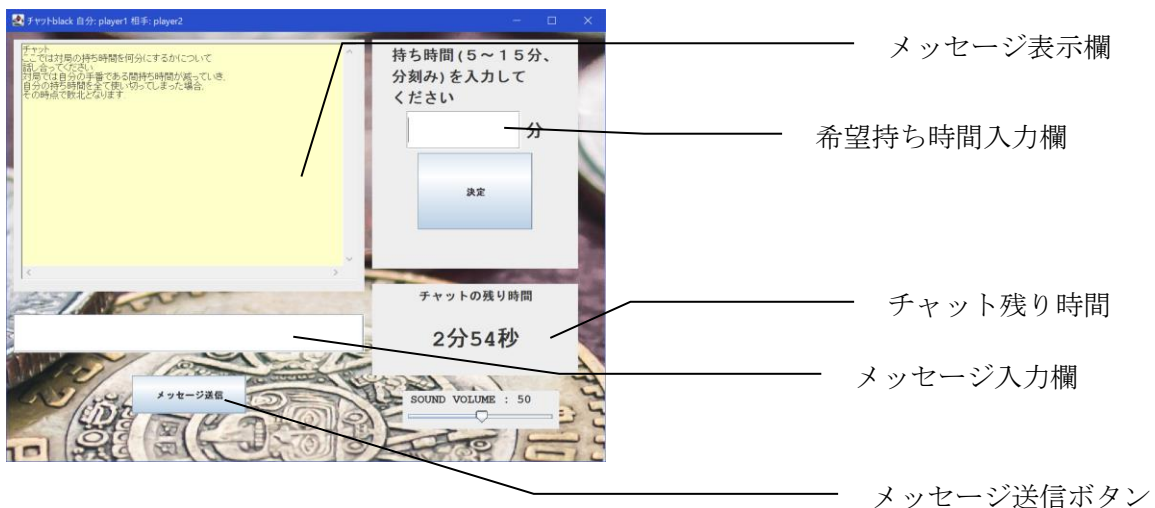 チャットblack 自分: player1 相手: player2
チャット
ここでは対局の持ち時間を何分にするかについて
話し合ってください
対局では自分の手番である間持ち時間が減っていき、
自分の持ち時間を全て使い切ってしまった場合、
その時点で敗北となります
持ち時間(5～15分、
分刻み)を入力して
ください
分
決定
チャットの残り時間
2分54秒
メッセージ送信
SOUND VOLUME : 50
メッセージ表示欄
希望持ち時間入力欄
チャット残り時間
メッセージ入力欄
メッセージ送信ボタン